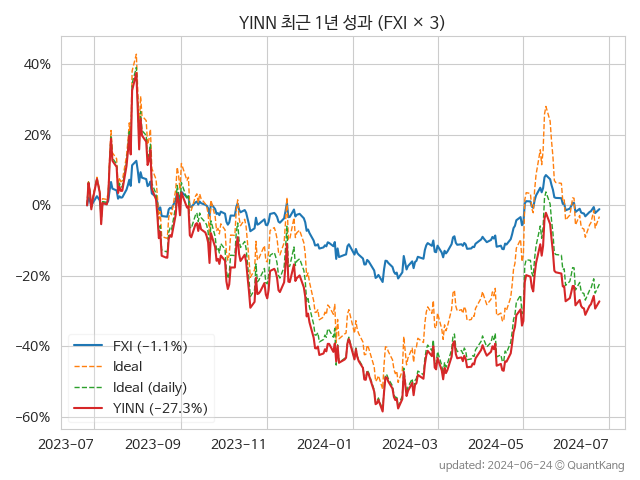 YINN 최근 1년 성과 (FXI × 3)
40%
20%
0%
−20%
−40%
−60%
FXI (−1.1%)
Ideal
Ideal (daily)
YINN (−27.3%)
2023-07
2023-09
2023-11
2024-01
2024-03
2024-05
2024-07
updated: 2024-06-24 © QuantKang